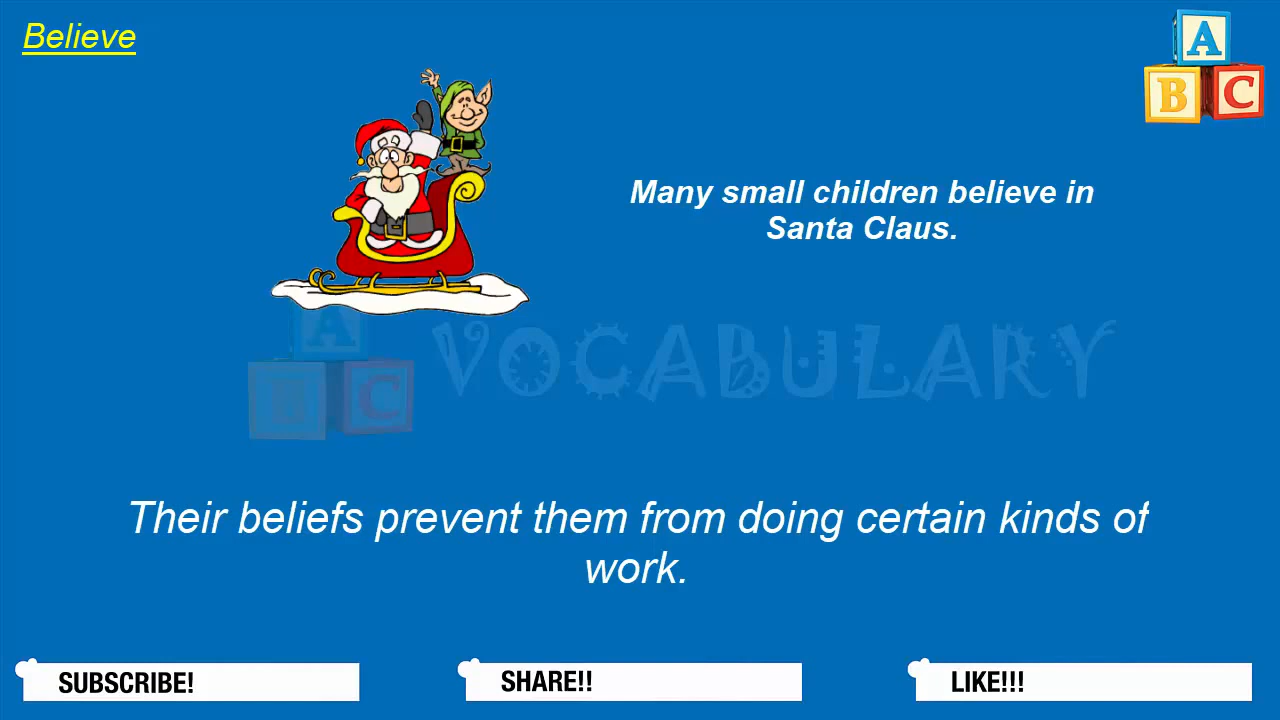 Believe
A
B C
Many small children believe in
Santa Claus.
A
B C
VOCABULARY
Their beliefs prevent them from doing certain kinds of
work.
SUBSCRIBE!
SHARE!!
LIKE!!!